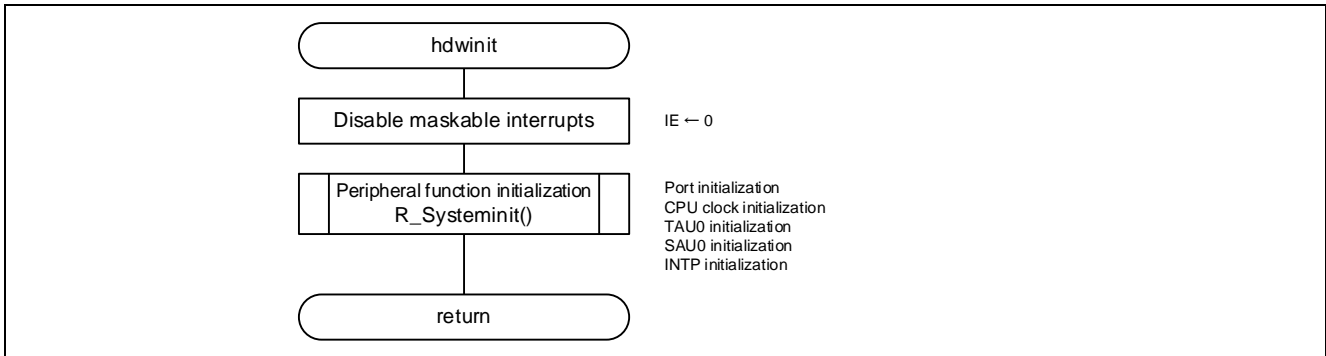 hdwinit
Disable maskable interrupts
IE ← 0
Peripheral function initialization
R_Systeminit()
Port initialization
CPU clock initialization
TAU0 initialization
SAU0 initialization
INTP initialization
return